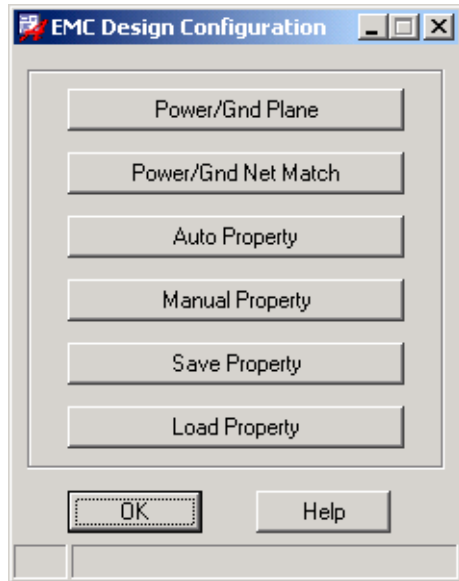 EMC Design Configuration
Power/Gnd Plane
Power/Gnd Net Match
Auto Property
Manual Property
Save Property
Load Property
OK Help